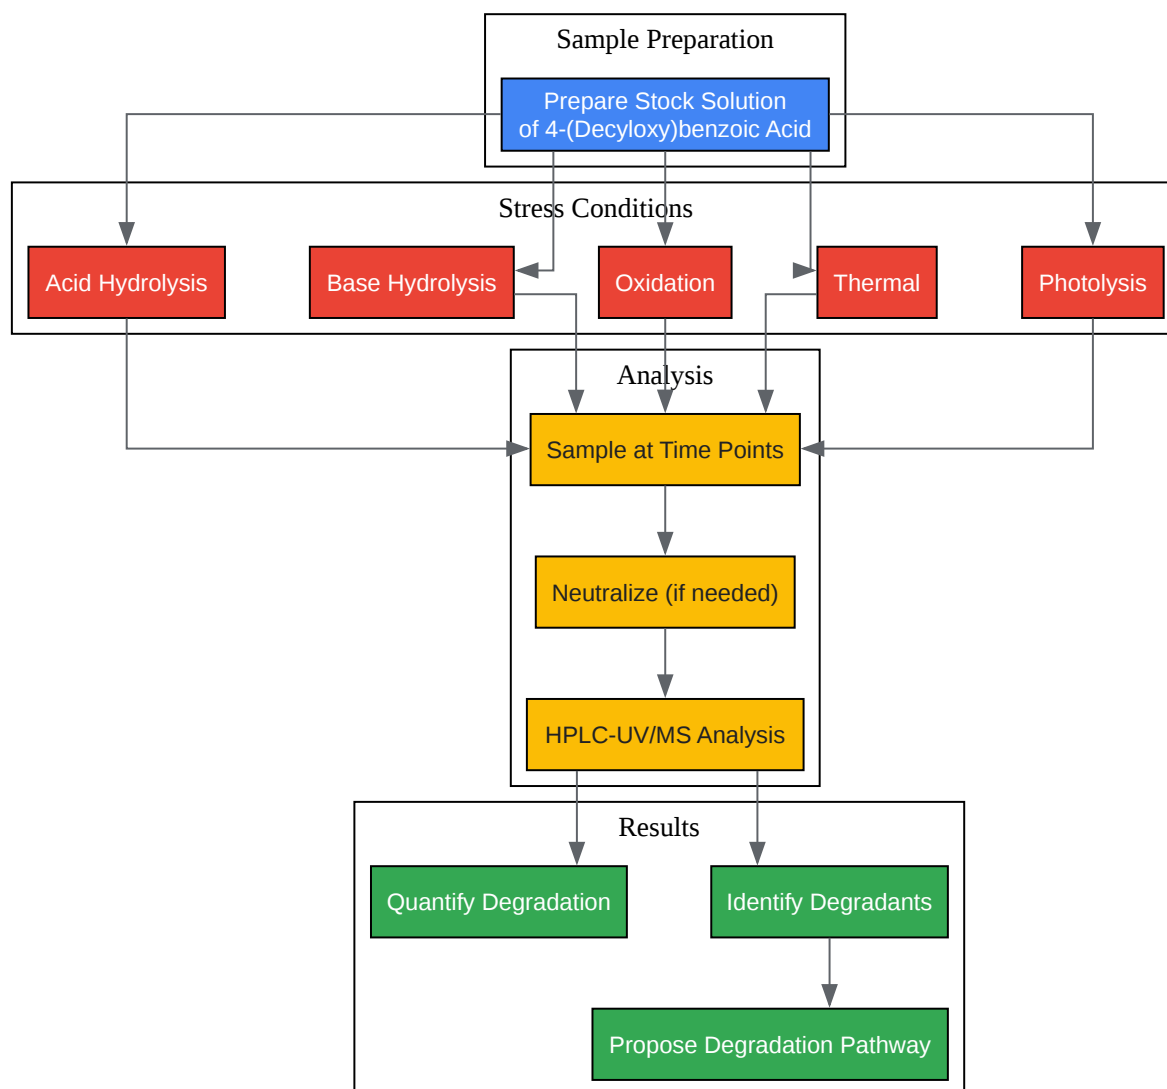 Sample Preparation
Prepare Stock Solution
of 4-(Decyloxy)benzoic Acid
Stress Conditions
Acid Hydrolysis
Base Hydrolysis
Oxidation
Thermal
Photolysis
Analysis
Sample at Time Points
Neutralize (if needed)
HPLC-UV/MS Analysis
Results
Quantify Degradation
Identify Degradants
Propose Degradation Pathway